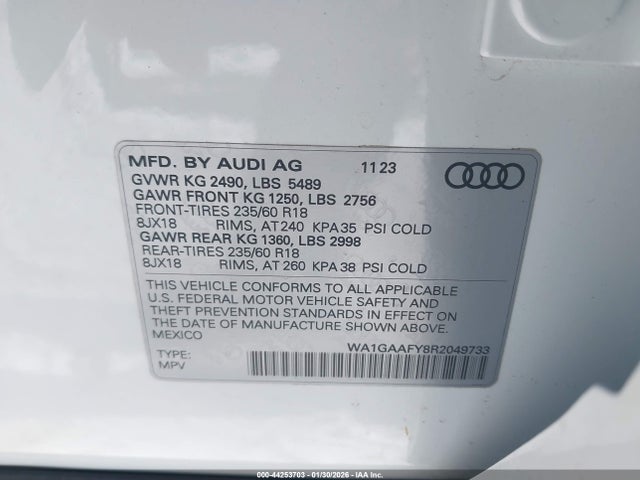 MFD. BY AUDI AG 11 23
GVWR KG 2490, LBS 5489
GAWR FRONT KG 1250, LBS 2756
FRONT-TIRES 235/60 R18
8JX18 RIMS, AT 240 KPA 35 PSI COLD
GAWR REAR KG 1360, LBS 2998
REAR-TIRES 235/60 R18
8JX18 RIMS, AT 260 KPA 38 PSI COLD
THIS VEHICLE CONFORMS TO ALL APPLICABLE
U.S. FEDERAL MOTOR VEHICLE SAFETY AND
THEFT PREVENTION STANDARDS IN EFFECT ON
THE DATE OF MANUFACTURE SHOWN ABOVE.
MEXICO
WA1GAAFY8R2049733
TYPE:
MPV
000-44253703 - 01/30/2026 - IAA Inc.